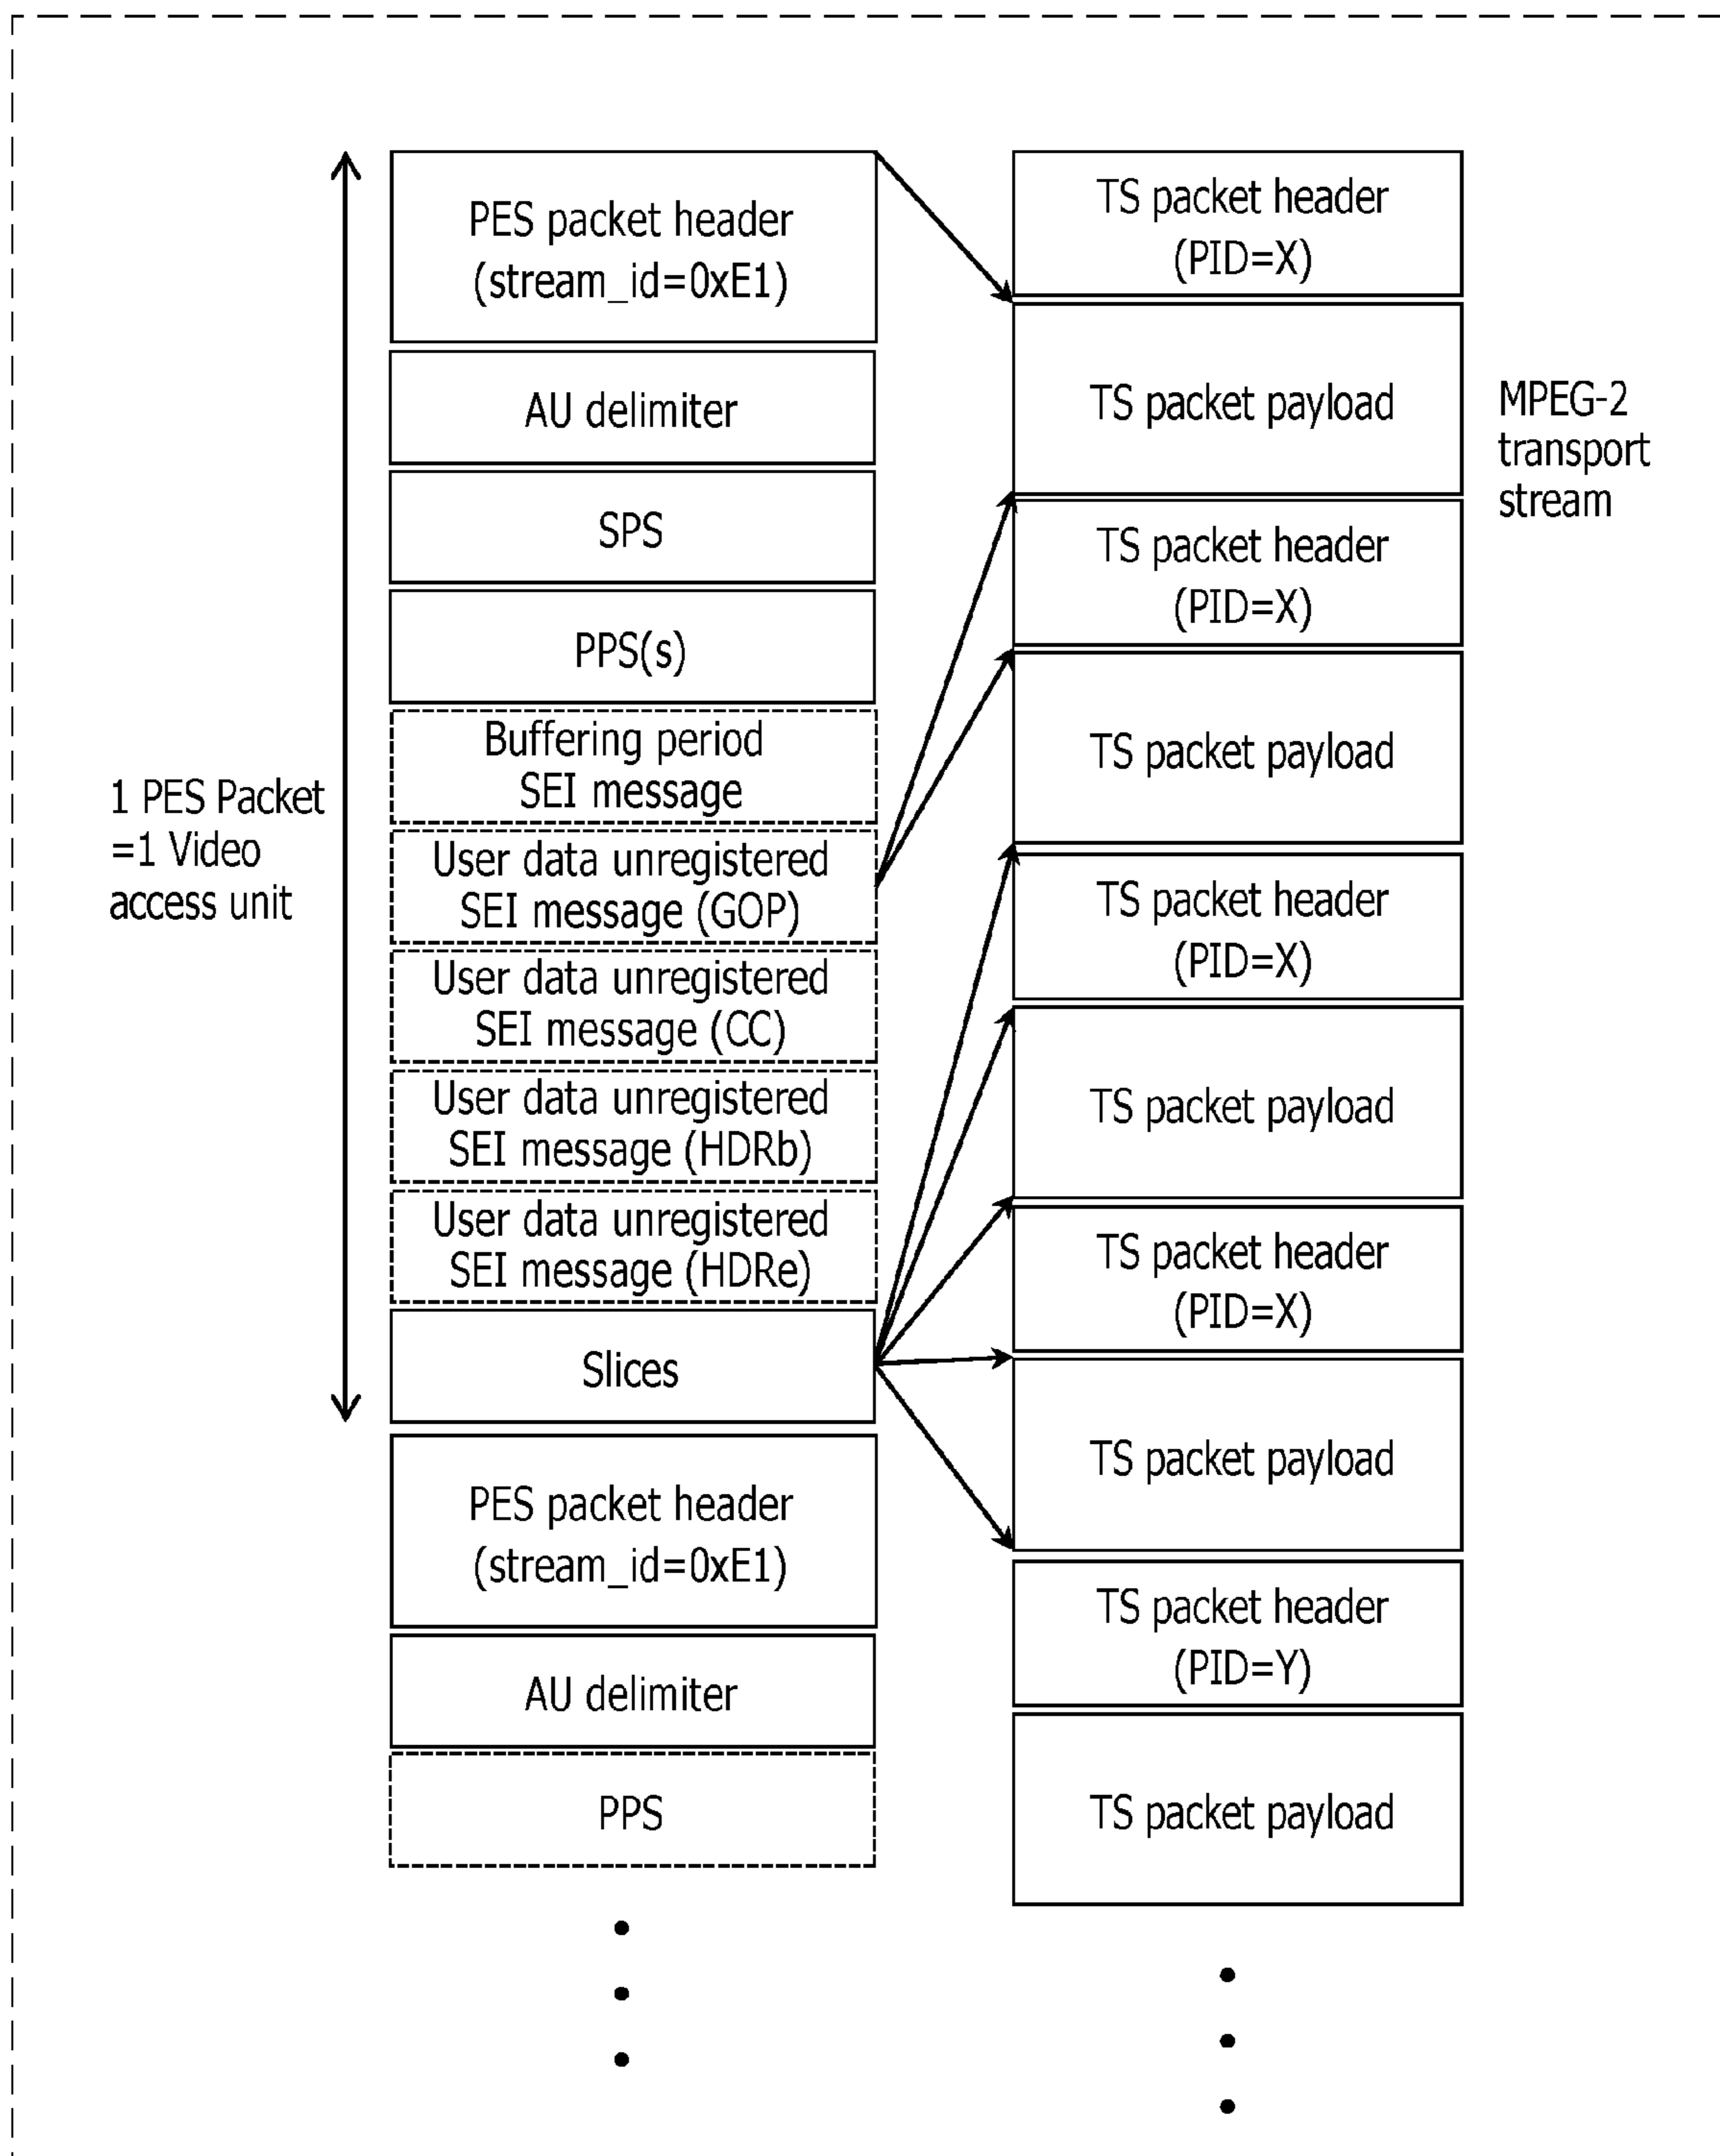 1 PES Packet
=1 Video
access unit
PES packet header
(stream_id=0xE1)
AU delimiter
SPS
PPS(s)
Buffering period
SEI message
User data unregistered
SEI message (GOP)
User data unregistered
SEI message (CC)
User data unregistered
SEI message (HDRb)
User data unregistered
SEI message (HDRe)
Slices
PES packet header
(stream_id=0xE1)
AU delimiter
PPS
TS packet header
(PID=X)
TS packet payload
TS packet header
(PID=X)
TS packet payload
TS packet header
(PID=X)
TS packet payload
TS packet header
(PID=X)
TS packet payload
TS packet header
(PID=Y)
TS packet payload
MPEG-2
transport
stream